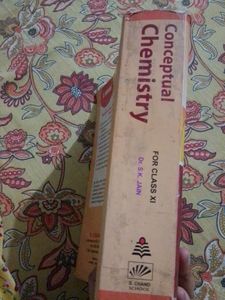 Conceptual
Chemistry
FOR CLASS XI
Dr. S.K. JAIN
S. CHAND
SCHOOL